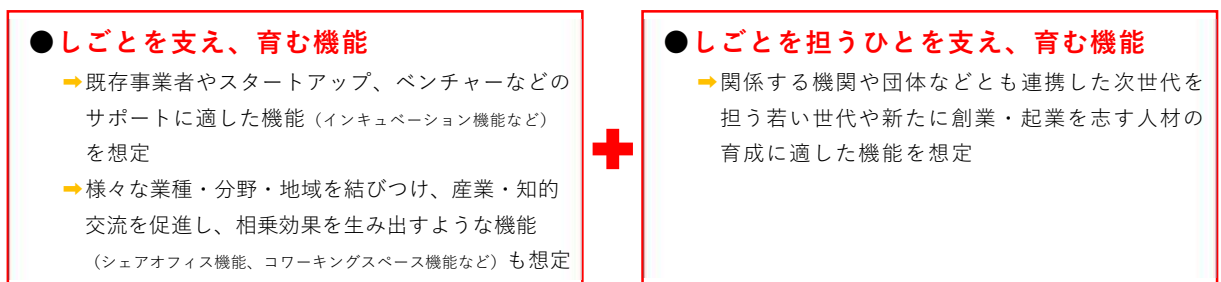 ●しごとを支え、育む機能
➡既存事業者やスタートアップ、ベンチャーなどの
サポートに適した機能（インキュベーション機能など）
を想定
➡様々な業種・分野・地域を結びつけ、産業・知的
交流を促進し、相乗効果を生み出すような機能
（シェアオフィス機能、コワーキングスペース機能など）も想定
●しごとを担うひとを支え、育む機能
➡関係する機関や団体などとも連携した次世代を
担う若い世代や新たに創業・起業を志す人材の
育成に適した機能を想定